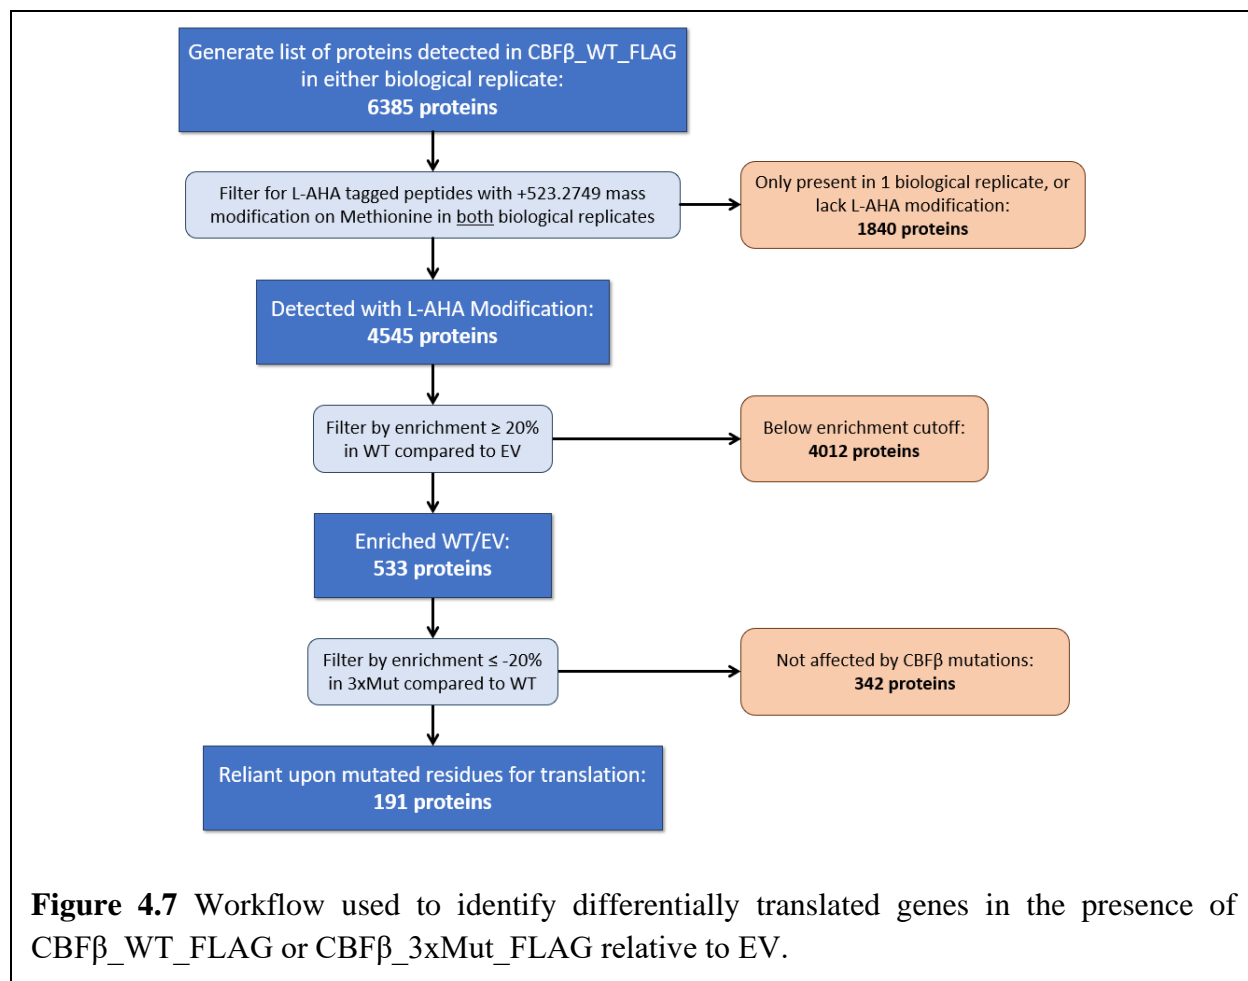 Generate list of proteins detected in CBFβ_WT_FLAG
in either biological replicate:
6385 proteins
Filter for L-AHA tagged peptides with +523.2749 mass
modification on Methionine in both biological replicates
Only present in 1 biological replicate, or
lack L-AHA modification:
1840 proteins
Detected with L-AHA Modification:
4545 proteins
Filter by enrichment ≥ 20%
in WT compared to EV
Below enrichment cutoff:
4012 proteins
Enriched WT/EV:
533 proteins
Filter by enrichment ≤ -20%
in 3xMut compared to WT
Not affected by CBFβ mutations:
342 proteins
Reliant upon mutated residues for translation:
191 proteins
Figure 4.7 Workflow used to identify differentially translated genes in the presence of
CBFβ_WT_FLAG or CBFβ_3xMut_FLAG relative to EV.